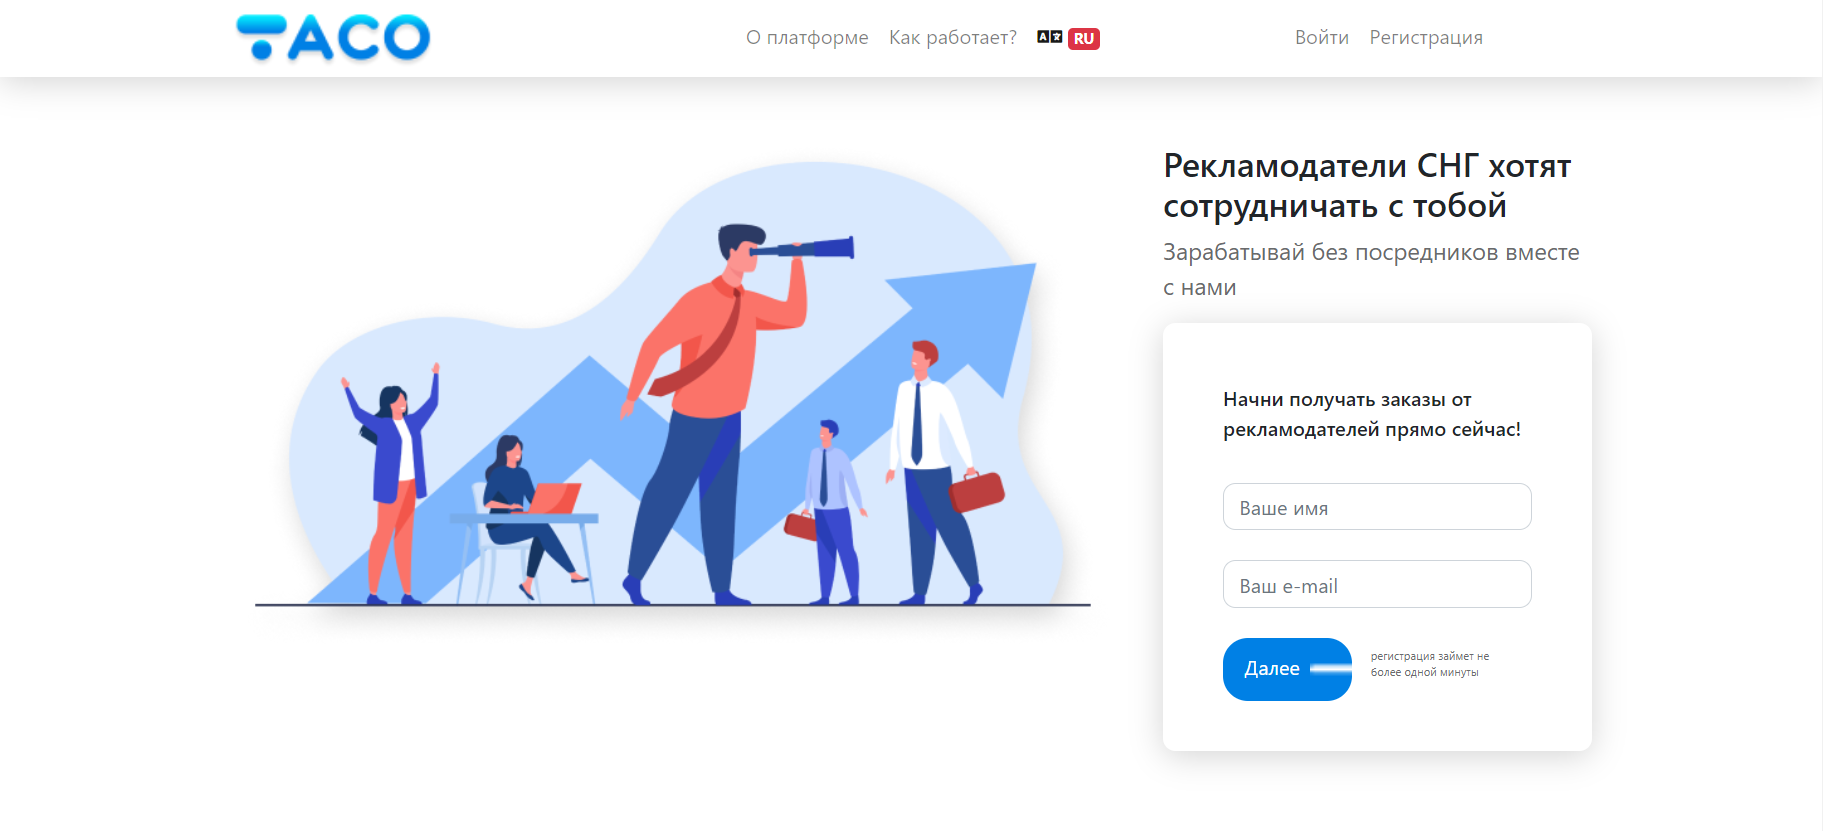 TACO
О платформе
Как работает?
RU
Войти
Регистрация
Рекламодатели СНГ хотят
сотрудничать с тобой
Зарабатывай без посредников вместе
с нами
Начни получать заказы от
рекламодателей прямо сейчас!
Ваше имя
Ваш e-mail
Далее
регистрация займет не
более одной минуты